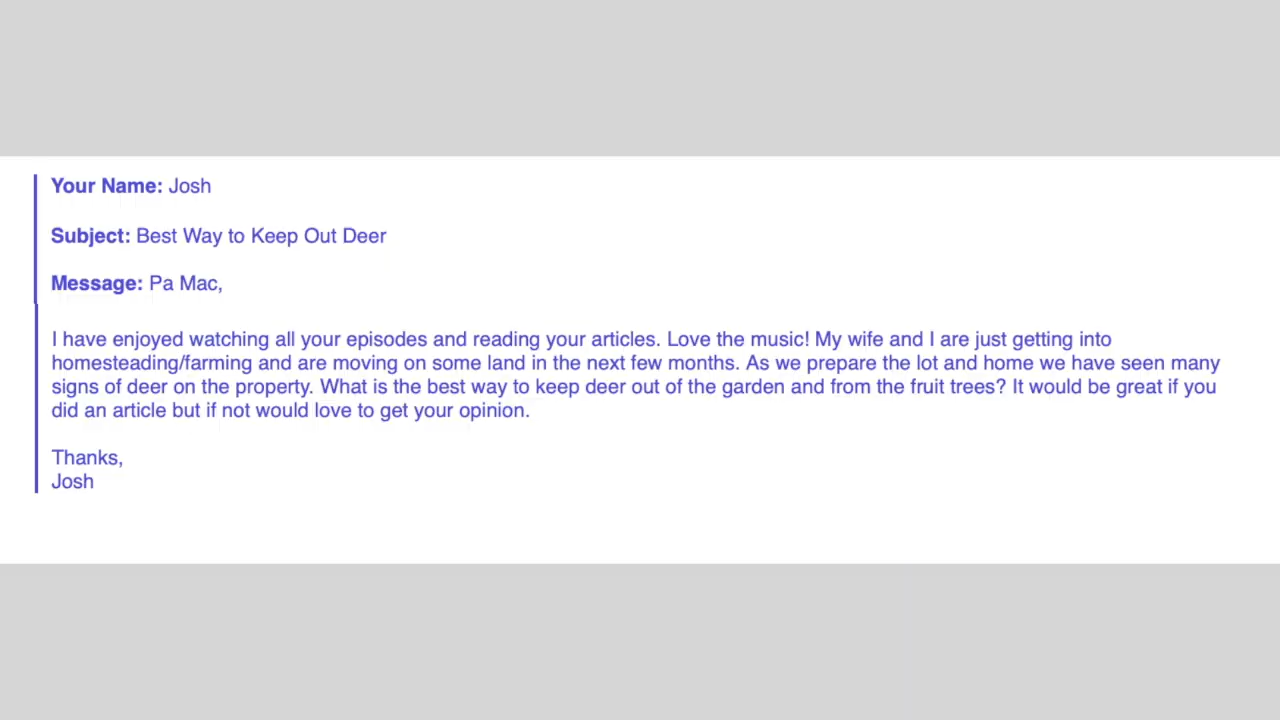 Your Name: Josh
Subject: Best Way to Keep Out Deer
Message: Pa Mac,
I have enjoyed watching all your episodes and reading your articles. Love the music! My wife and I are just getting into
homesteading/farming and are moving on some land in the next few months. As we prepare the lot and home we have seen many
signs of deer on the property. What is the best way to keep deer out of the garden and from the fruit trees? It would be great if you
did an article but if not would love to get your opinion.
Thanks,
Josh